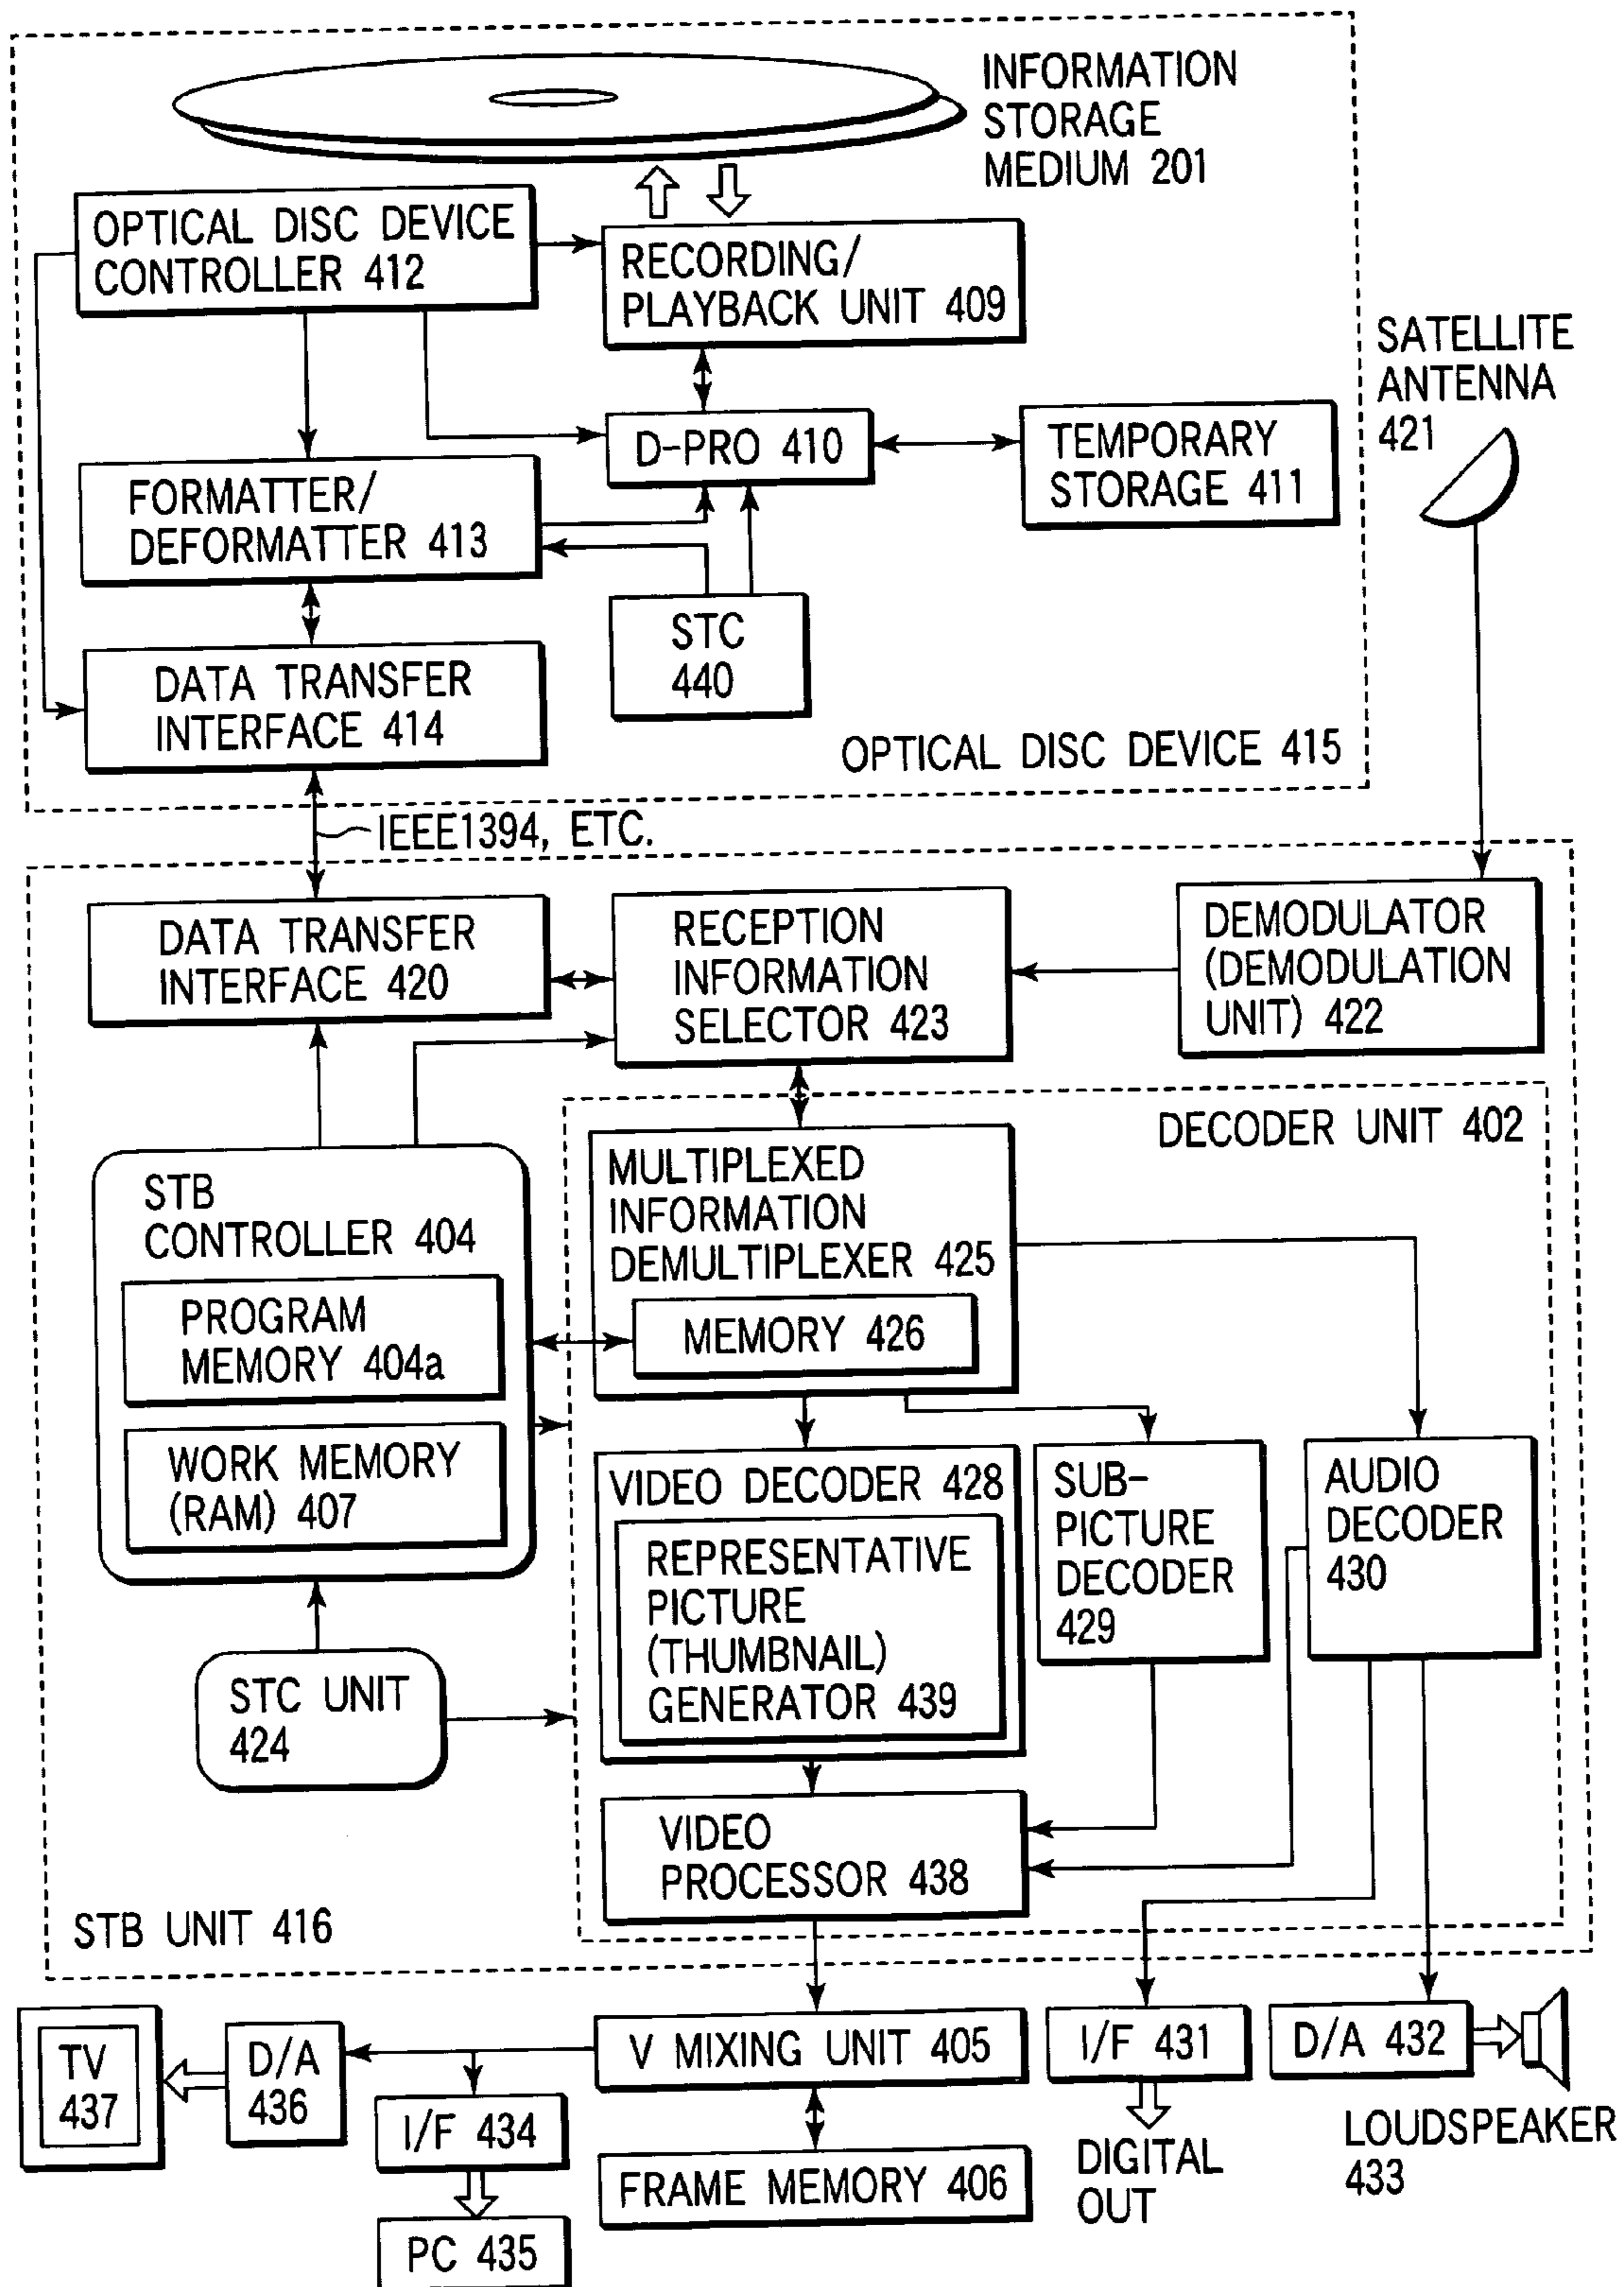 INFORMATION
STORAGE
MEDIUM 201
OPTICAL DISC DEVICE
CONTROLLER 412
RECORDING/
PLAYBACK UNIT 409
SATELLITE
ANTENNA
421
D-PRO 410
TEMPORARY
STORAGE 411
FORMATTER/
DEFORMATTER 413
STC
440
DATA TRANSFER
INTERFACE 414
OPTICAL DISC DEVICE 415
IEEE1394, ETC.
DATA TRANSFER
INTERFACE 420
RECEPTION
INFORMATION
SELECTOR 423
DEMODULATOR
(DEMODULATION
UNIT) 422
DECODER UNIT 402
STB
CONTROLLER 404
PROGRAM
MEMORY 404a
WORK MEMORY
(RAM) 407
MULTIPLEXED
INFORMATION
DEMULTIPLEXER 425
MEMORY 426
VIDEO DECODER 428
REPRESENTATIVE
PICTURE
(THUMBNAIL)
GENERATOR 439
SUB-
PICTURE
DECODER
429
AUDIO
DECODER
430
STC UNIT
424
VIDEO
PROCESSOR 438
STB UNIT 416
TV
437
D/A
436
V MIXING UNIT 405
I/F 431
D/A 432
I/F 434
FRAME MEMORY 406
DIGITAL
OUT
LOUDSPEAKER
433
PC 435